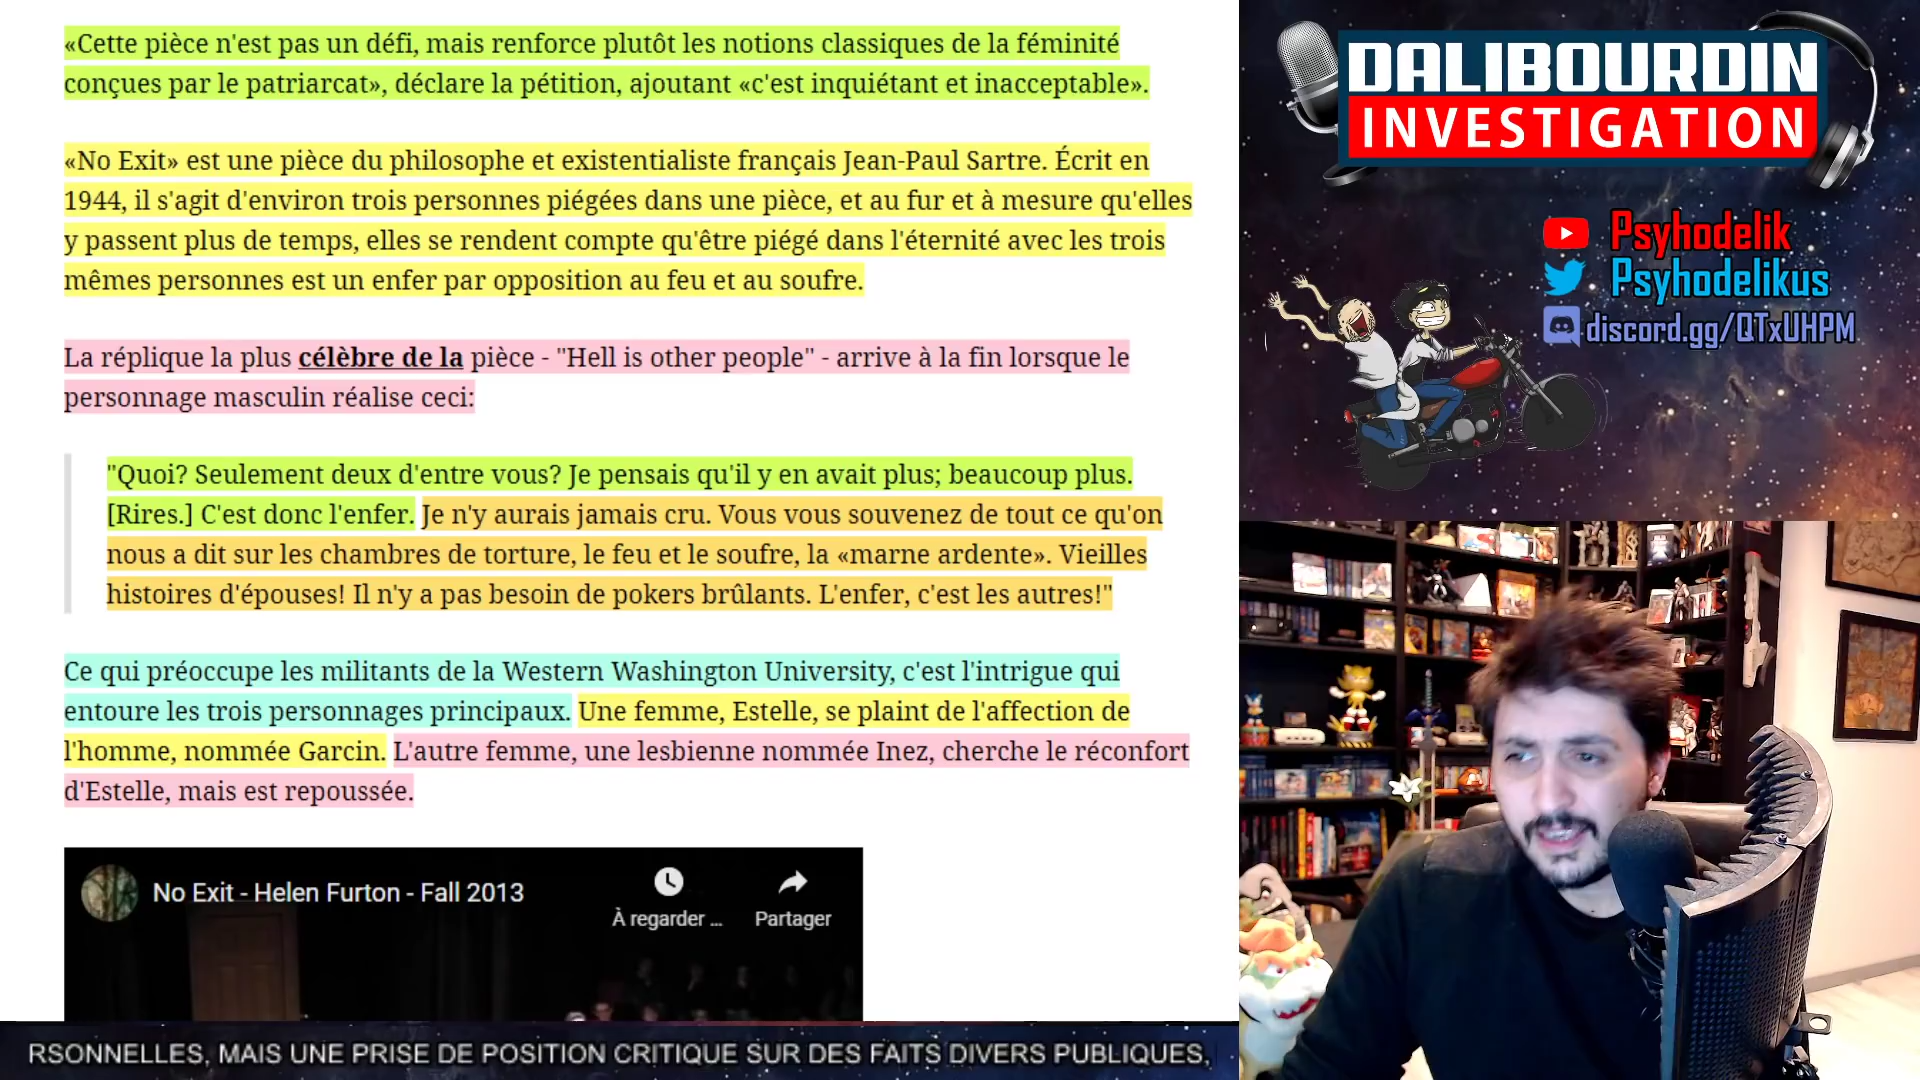 «Cette pièce n'est pas un défi, mais renforce plutôt les notions classiques de la féminité
conçues par le patriarcat», déclare la pétition, ajoutant «c'est inquiétant et inacceptable».
«No Exit» est une pièce du philosophe et existentialiste français Jean-Paul Sartre. Écrit en
1944, il s'agit d'environ trois personnes piégées dans une pièce, et au fur et à mesure qu'elles
y passent plus de temps, elles se rendent compte qu'être piégé dans l'éternité avec les trois
mêmes personnes est un enfer par opposition au feu et au soufre.
La réplique la plus célèbre de la pièce - "Hell is other people" - arrive à la fin lorsque le
personnage masculin réalise ceci:
"Quoi? Seulement deux d'entre vous? Je pensais qu'il y en avait plus; beaucoup plus.
[Rires.] C'est donc l'enfer. Je n'y aurais jamais cru. Vous vous souvenez de tout ce qu'on
nous a dit sur les chambres de torture, le feu et le soufre, la «marne ardente». Vieilles
histoires d'épouses! Il n'y a pas besoin de pokers brûlants. L'enfer, c'est les autres!"
Ce qui préoccupe les militants de la Western Washington University, c'est l'intrigue qui
entoure les trois personnages principaux. Une femme, Estelle, se plaint de l'affection de
l'homme, nommée Garcin. L'autre femme, une lesbienne nommée Inez, cherche le réconfort
d'Estelle, mais est repoussée.
No Exit - Helen Furton - Fall 2013
À regarder ...
Partager
RSONNELLES, MAIS UNE PRISE DE POSITION CRITIQUE SUR DES FAITS DIVERS PUBLIQUES,
DALIBOURDIN
INVESTIGATION
Psyhodelik
Psyhodelikus
discord.gg/QTxUHPM